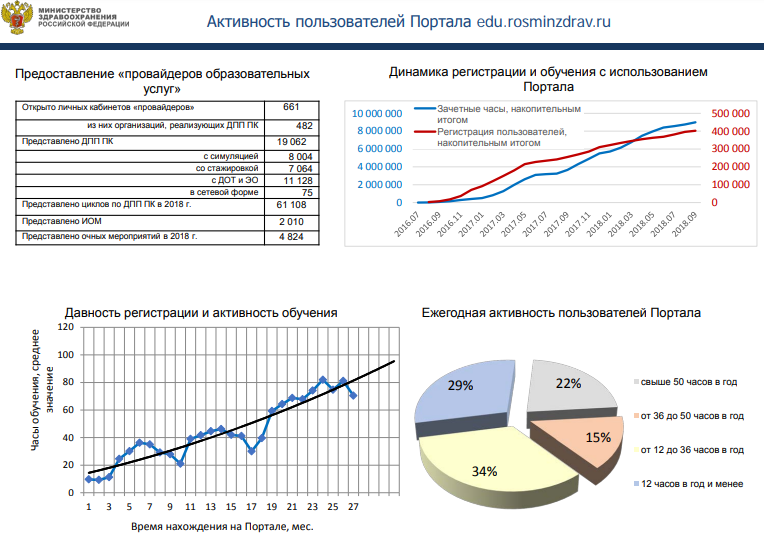 МИНИСТЕРСТВО
ЗДРАВООХРАНЕНИЯ
РОССИЙСКОЙ ФЕДЕРАЦИИ
Активность пользователей Портала edu.rosminzdrav.ru
Предоставление «провайдеров образовательных
услуг»
Открыто личных кабинетов «провайдеров» 661
из них организаций, реализующих ДПП ПК 482
Представлено ДПП ПК 19 062
с симуляцией 8 004
со стажировкой 7 064
с ДОТ и ЭО 11 128
в сетевой форме 75
Представлено циклов по ДПП ПК в 2018 г. 61 108
Представлено ИОМ 2 010
Представлено очных мероприятий в 2018 г. 4 824
Динамика регистрации и обучения с использованием
Портала
Зачетные часы, накопительным
итогом
Регистрация пользователей,
накопительным итогом
10 000 000
8 000 000
6 000 000
4 000 000
2 000 000
0
500 000
400 000
300 000
200 000
100 000
0
2016.07
2016.09
2016.11
2017.01
2017.03
2017.05
2017.07
2017.09
2017.11
2018.01
2018.03
2018.05
2018.07
2018.09
Давность регистрации и активность обучения
Часы обучения, среднее
значение
120
100
80
60
40
20
0
1 3 5 7 9 11 13 15 17 19 21 23 25 27
Время нахождения на Портале, мес.
Ежегодная активность пользователей Портала
29%
22%
15%
34%
свыше 50 часов в год
от 36 до 50 часов в год
от 12 до 36 часов в год
12 часов в год и менее